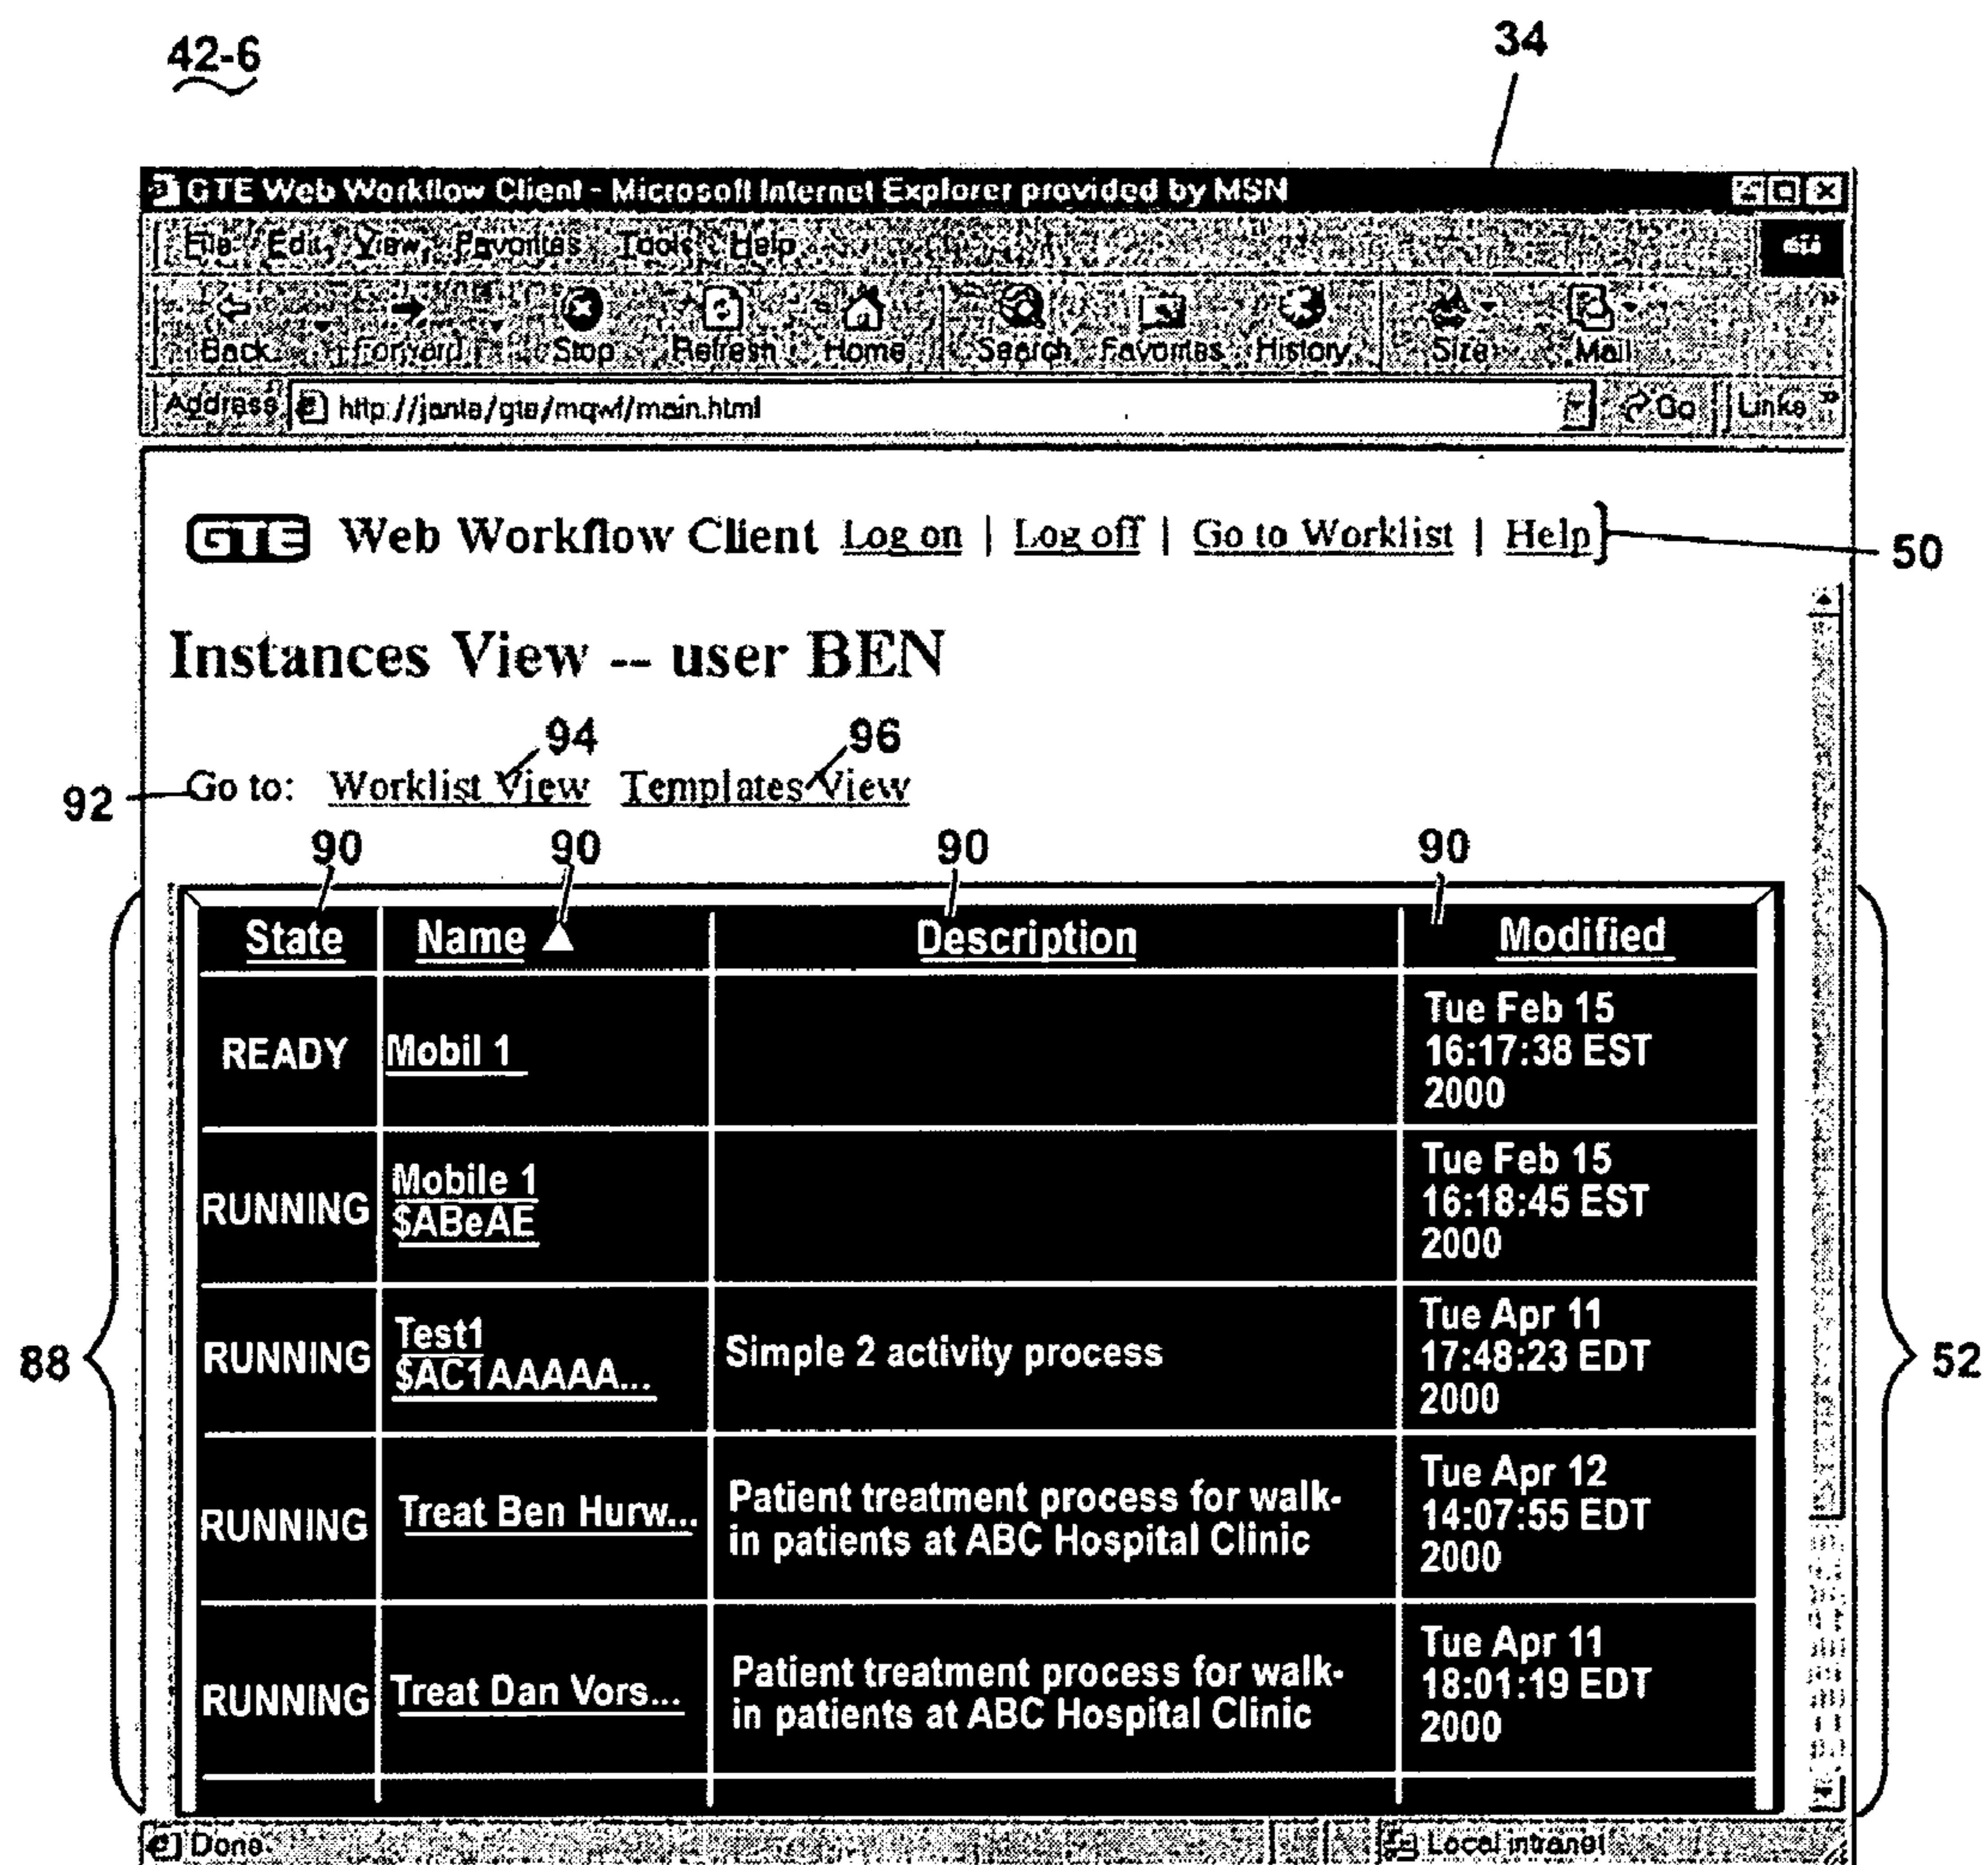 42-6
34
GTE Web Workflow Client - Microsoft Internet Explorer provided by MSN
File Edit View Favorites Tools Help
Back Forward Stop Refresh Home Search Favorites History Size Mail
Address http://janta/gte/mqwf/main.html Go Links
GTE Web Workflow Client Log on | Log off | Go to Worklist | Help
50
Instances View -- user BEN
94 96
92
Go to: Worklist View Templates View
90 90 90 90
State Name Description Modified
READY Mobil 1 Tue Feb 15
16:17:38 EST
2000
RUNNING Mobile 1
$ABeAE
Tue Feb 15
16:18:45 EST
2000
88
52
RUNNING Test1
$AC1AAAAA...
Simple 2 activity process
Tue Apr 11
17:48:23 EDT
2000
RUNNING Treat Ben Hurw...
Patient treatment process for walk-
in patients at ABC Hospital Clinic
Tue Apr 12
14:07:55 EDT
2000
RUNNING Treat Dan Vors...
Patient treatment process for walk-
in patients at ABC Hospital Clinic
Tue Apr 11
18:01:19 EDT
2000
Done Local intranet